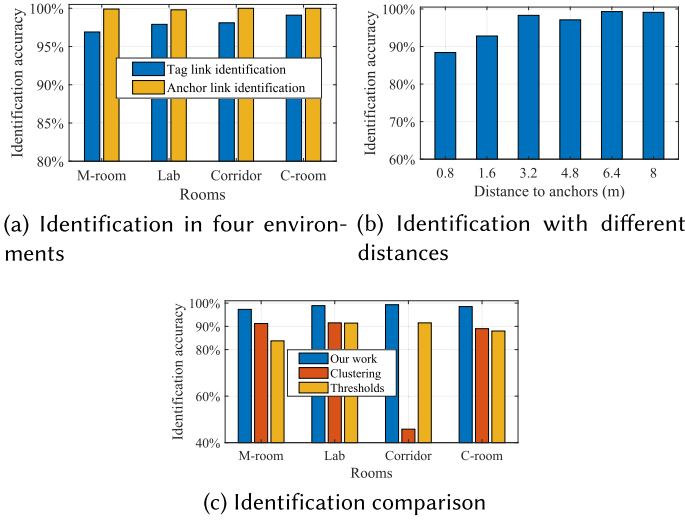 100%
95%
90%
85%
80%
Identification accuracy
Tag link identification
Anchor link identification
M-room Lab Corridor C-room
Rooms
100%
90%
80%
70%
60%
Identification accuracy
0.8 1.6 3.2 4.8 6.4 8
Distance to anchors (m)
(a) Identification in four environ-
ments
(b) Identification with different
distances
100%
90%
80%
60%
40%
Identification accuracy
Our work
Clustering
Thresholds
M-room Lab Corridor C-room
Rooms
(c) Identification comparison